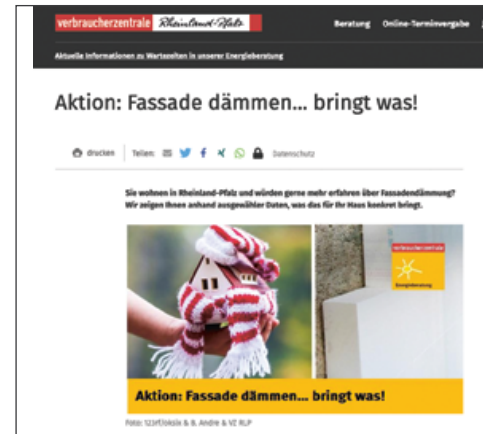 verbraucherzentrale Rheinland-Pfalz
Beratung Online-Terminvergabe
Aktuelle Informationen zu Wartezeiten in unserer Energieberatung
Aktion: Fassade dämmen... bringt was!
drucken Teilen: Datenschutz
Sie wohnen in Rheinland-Pfalz und würden gerne mehr erfahren über Fassadendämmung?
Wir zeigen Ihnen anhand ausgewählter Daten, was das für Ihr Haus konkret bringt.
verbraucherzentrale
Energieberatung
Aktion: Fassade dämmen... bringt was!
Foto: & B. Andre & VZ RLP